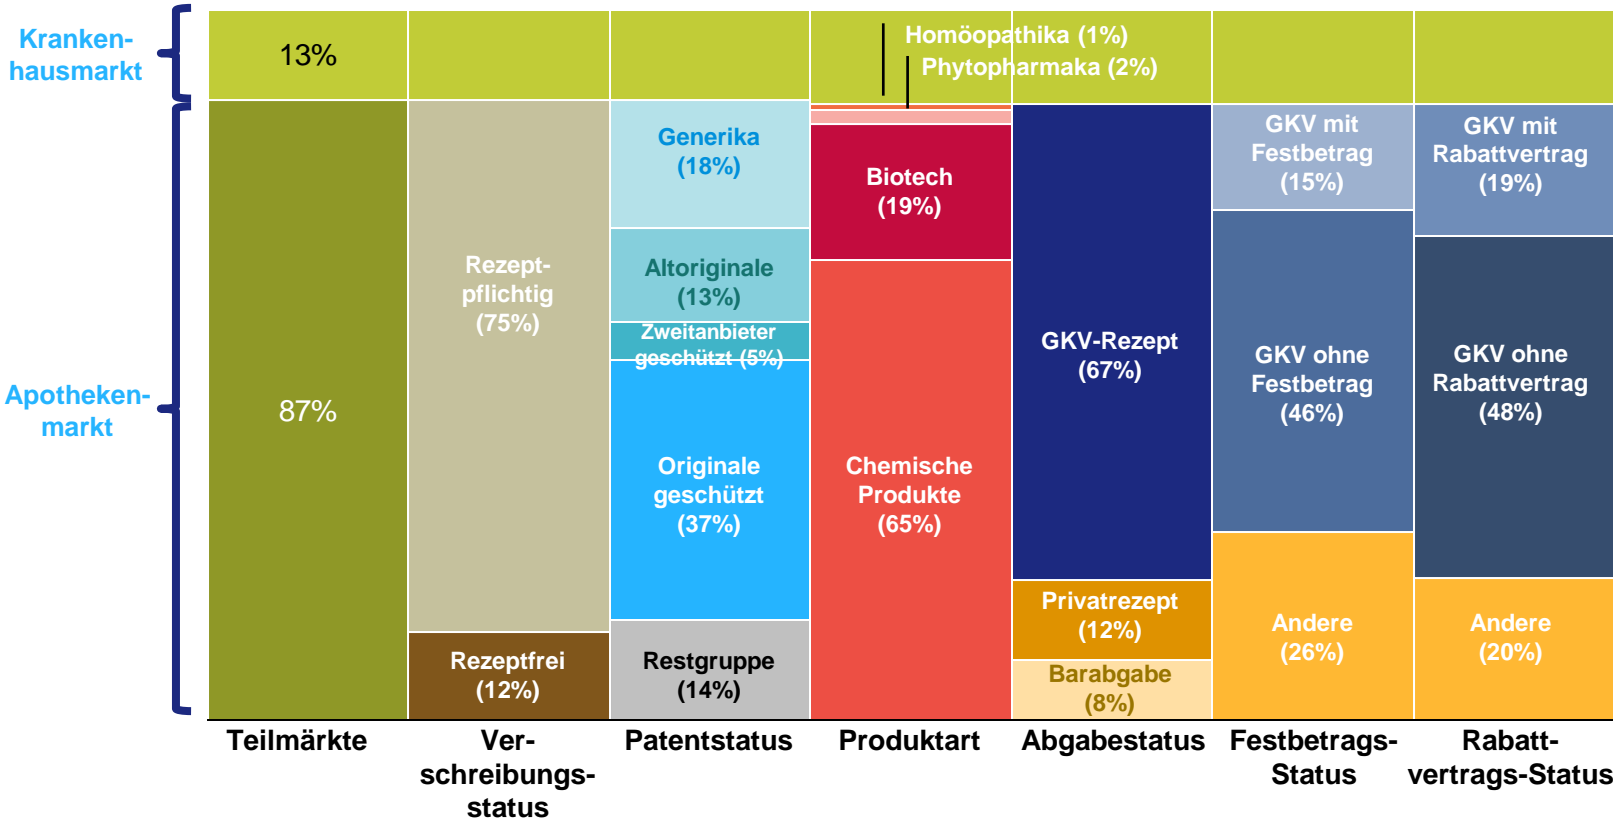 Kranken-
hausmarkt
13%
Homöopathika (1%)
Phytopharmaka (2%)
Apotheken-
markt
87%
Rezept-
pflichtig
(75%)
Rezeptfrei
(12%)
Generika
(18%)
Altoriginale
(13%)
Zweitanbieter
geschützt (5%)
Originale
geschützt
(37%)
Restgruppe
(14%)
Biotech
(19%)
Chemische
Produkte
(65%)
GKV-Rezept
(67%)
Privatrezept
(12%)
Barabgabe
(8%)
GKV mit
Festbetrag
(15%)
GKV ohne
Festbetrag
(46%)
Andere
(26%)
GKV mit
Rabattvertrag
(19%)
GKV ohne
Rabattvertrag
(48%)
Andere
(20%)
Teilmärkte
Ver-
schreibungs-
status
Patentstatus
Produktart
Abgabestatus
Festbetrags-
Status
Rabatt-
vertrags-Status